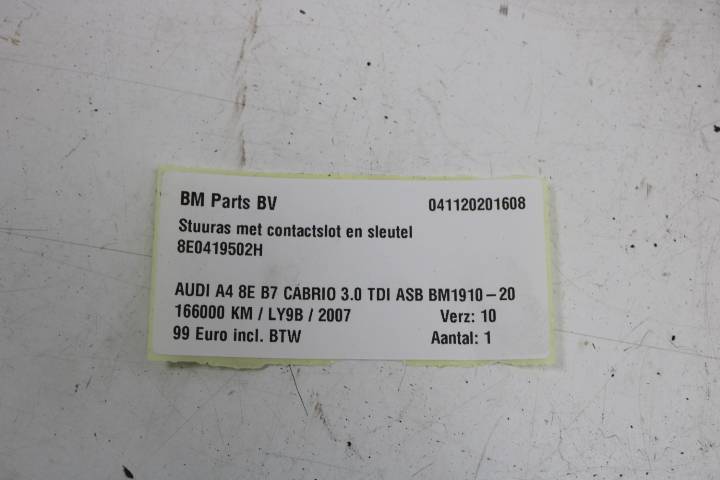 BM Parts BV 041120201608
Stuuras met contactslot en sleutel
8E0419502H
AUDI A4 8E B7 CABRIO 3.0 TDI ASB BM1910-20
166000 KM / LY9B / 2007 Verz: 10
99 Euro incl. BTW Aantal: 1